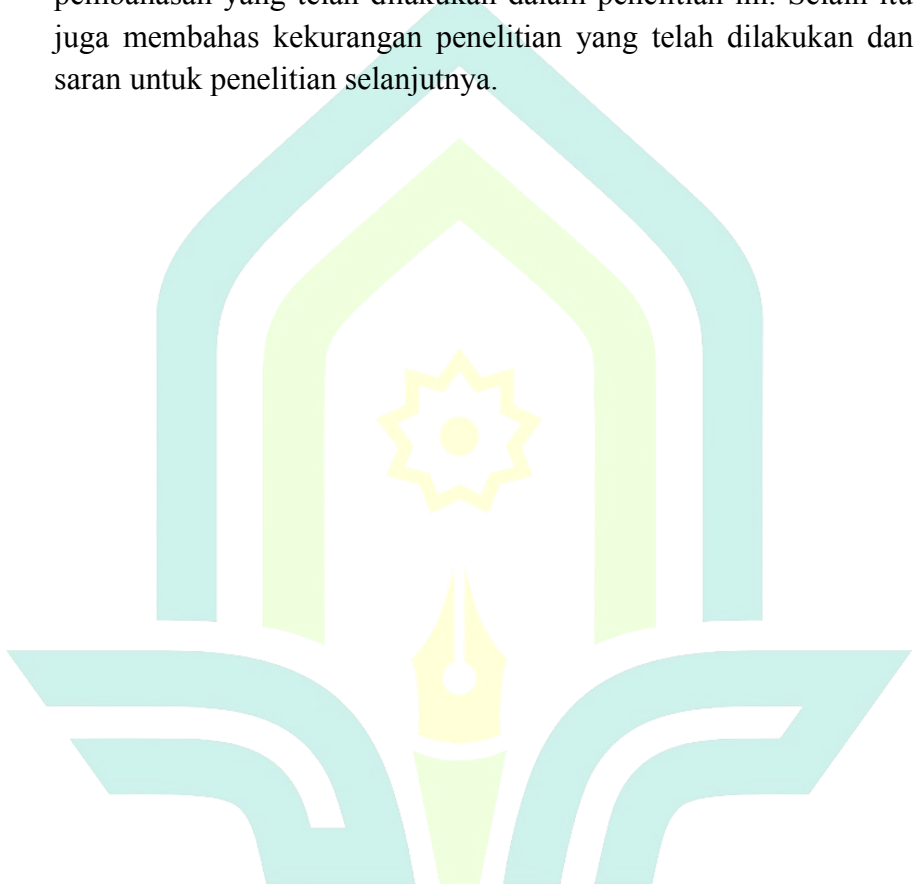 pembahasan yang telah dilakukan dalam penelitian ini. Selain itu
juga membahas kekurangan penelitian yang telah dilakukan dan
saran untuk penelitian selanjutnya.